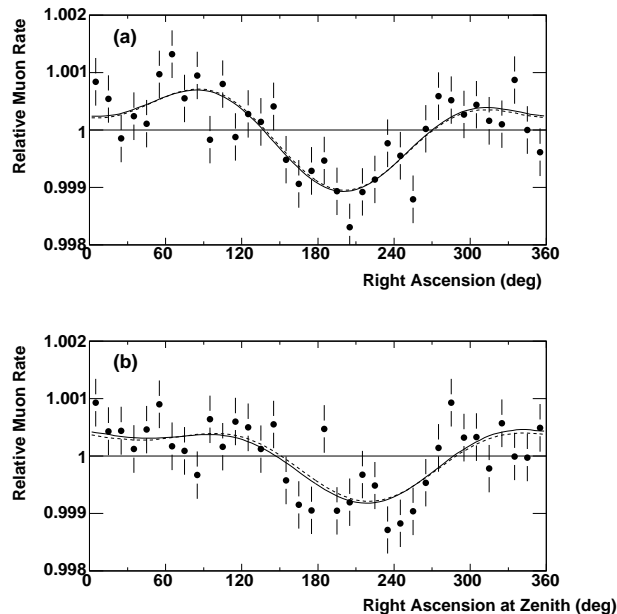 1.002
(a)
1.001
1
0.999
0.998
Relative Muon Rate
0 60 120 180 240 300 360
Right Ascension (deg)
1.002
(b)
1.001
1
0.999
0.998
Relative Muon Rate
0 60 120 180 240 300 360
Right Ascension at Zenith (deg)